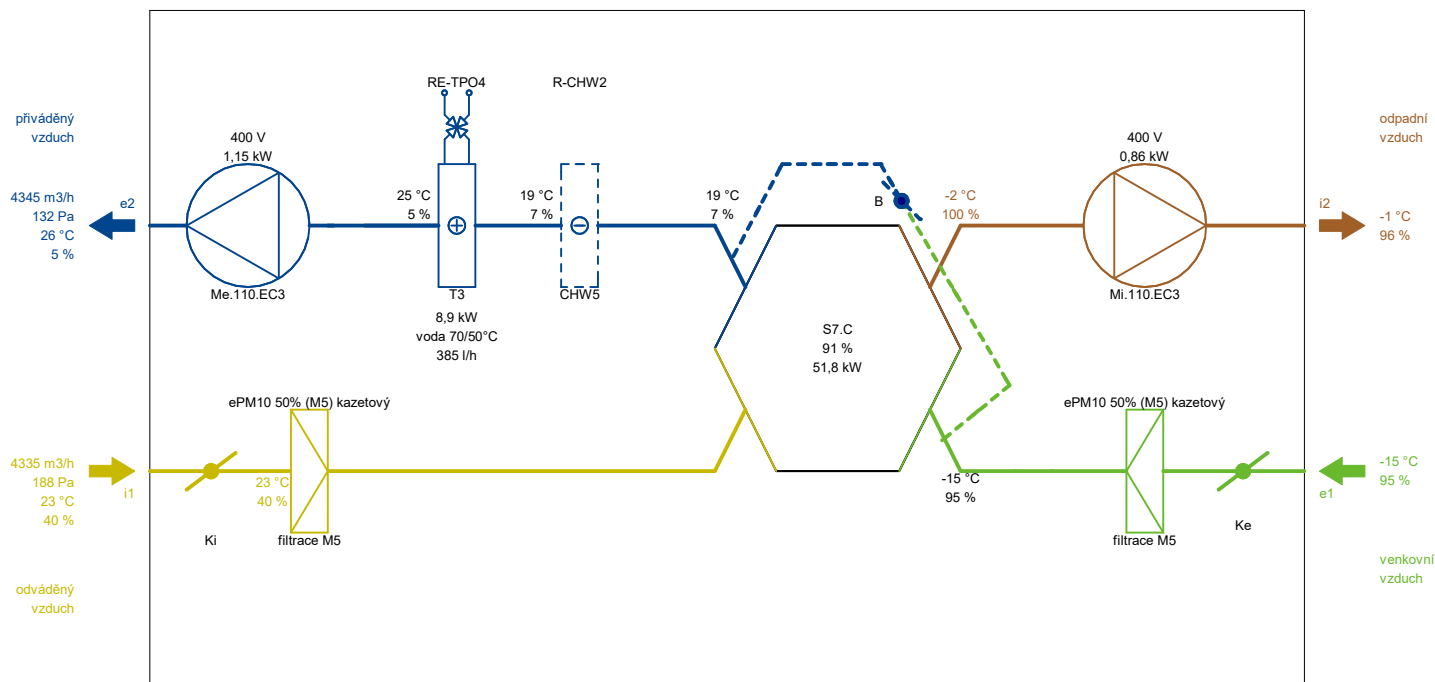 RE-TPO4
R-CHW2
přiváděný
vzduch
400 V
1,15 kW
400 V
0,86 kW
odpadní
vzduch
4345 m3/h
132 Pa
26 °C
5 %
e2
25 °C
5 %
19 °C
7 %
19 °C
7 %
B
-2 °C
100 %
i2
-1 °C
96 %
Me.110.EC3
T3
8,9 kW
voda 70/50°C
385 l/h
CHW5
Mi.110.EC3
S7.C
91 %
51,8 kW
ePM10 50% (M5) kazetový
ePM10 50% (M5) kazetový
4335 m3/h
188 Pa
23 °C
40 %
i1
23 °C
40 %
-15 °C
95 %
-15 °C
95 %
e1
Ki
filtrace M5
filtrace M5
Ke
odváděný
vzduch
venkovní
vzduch